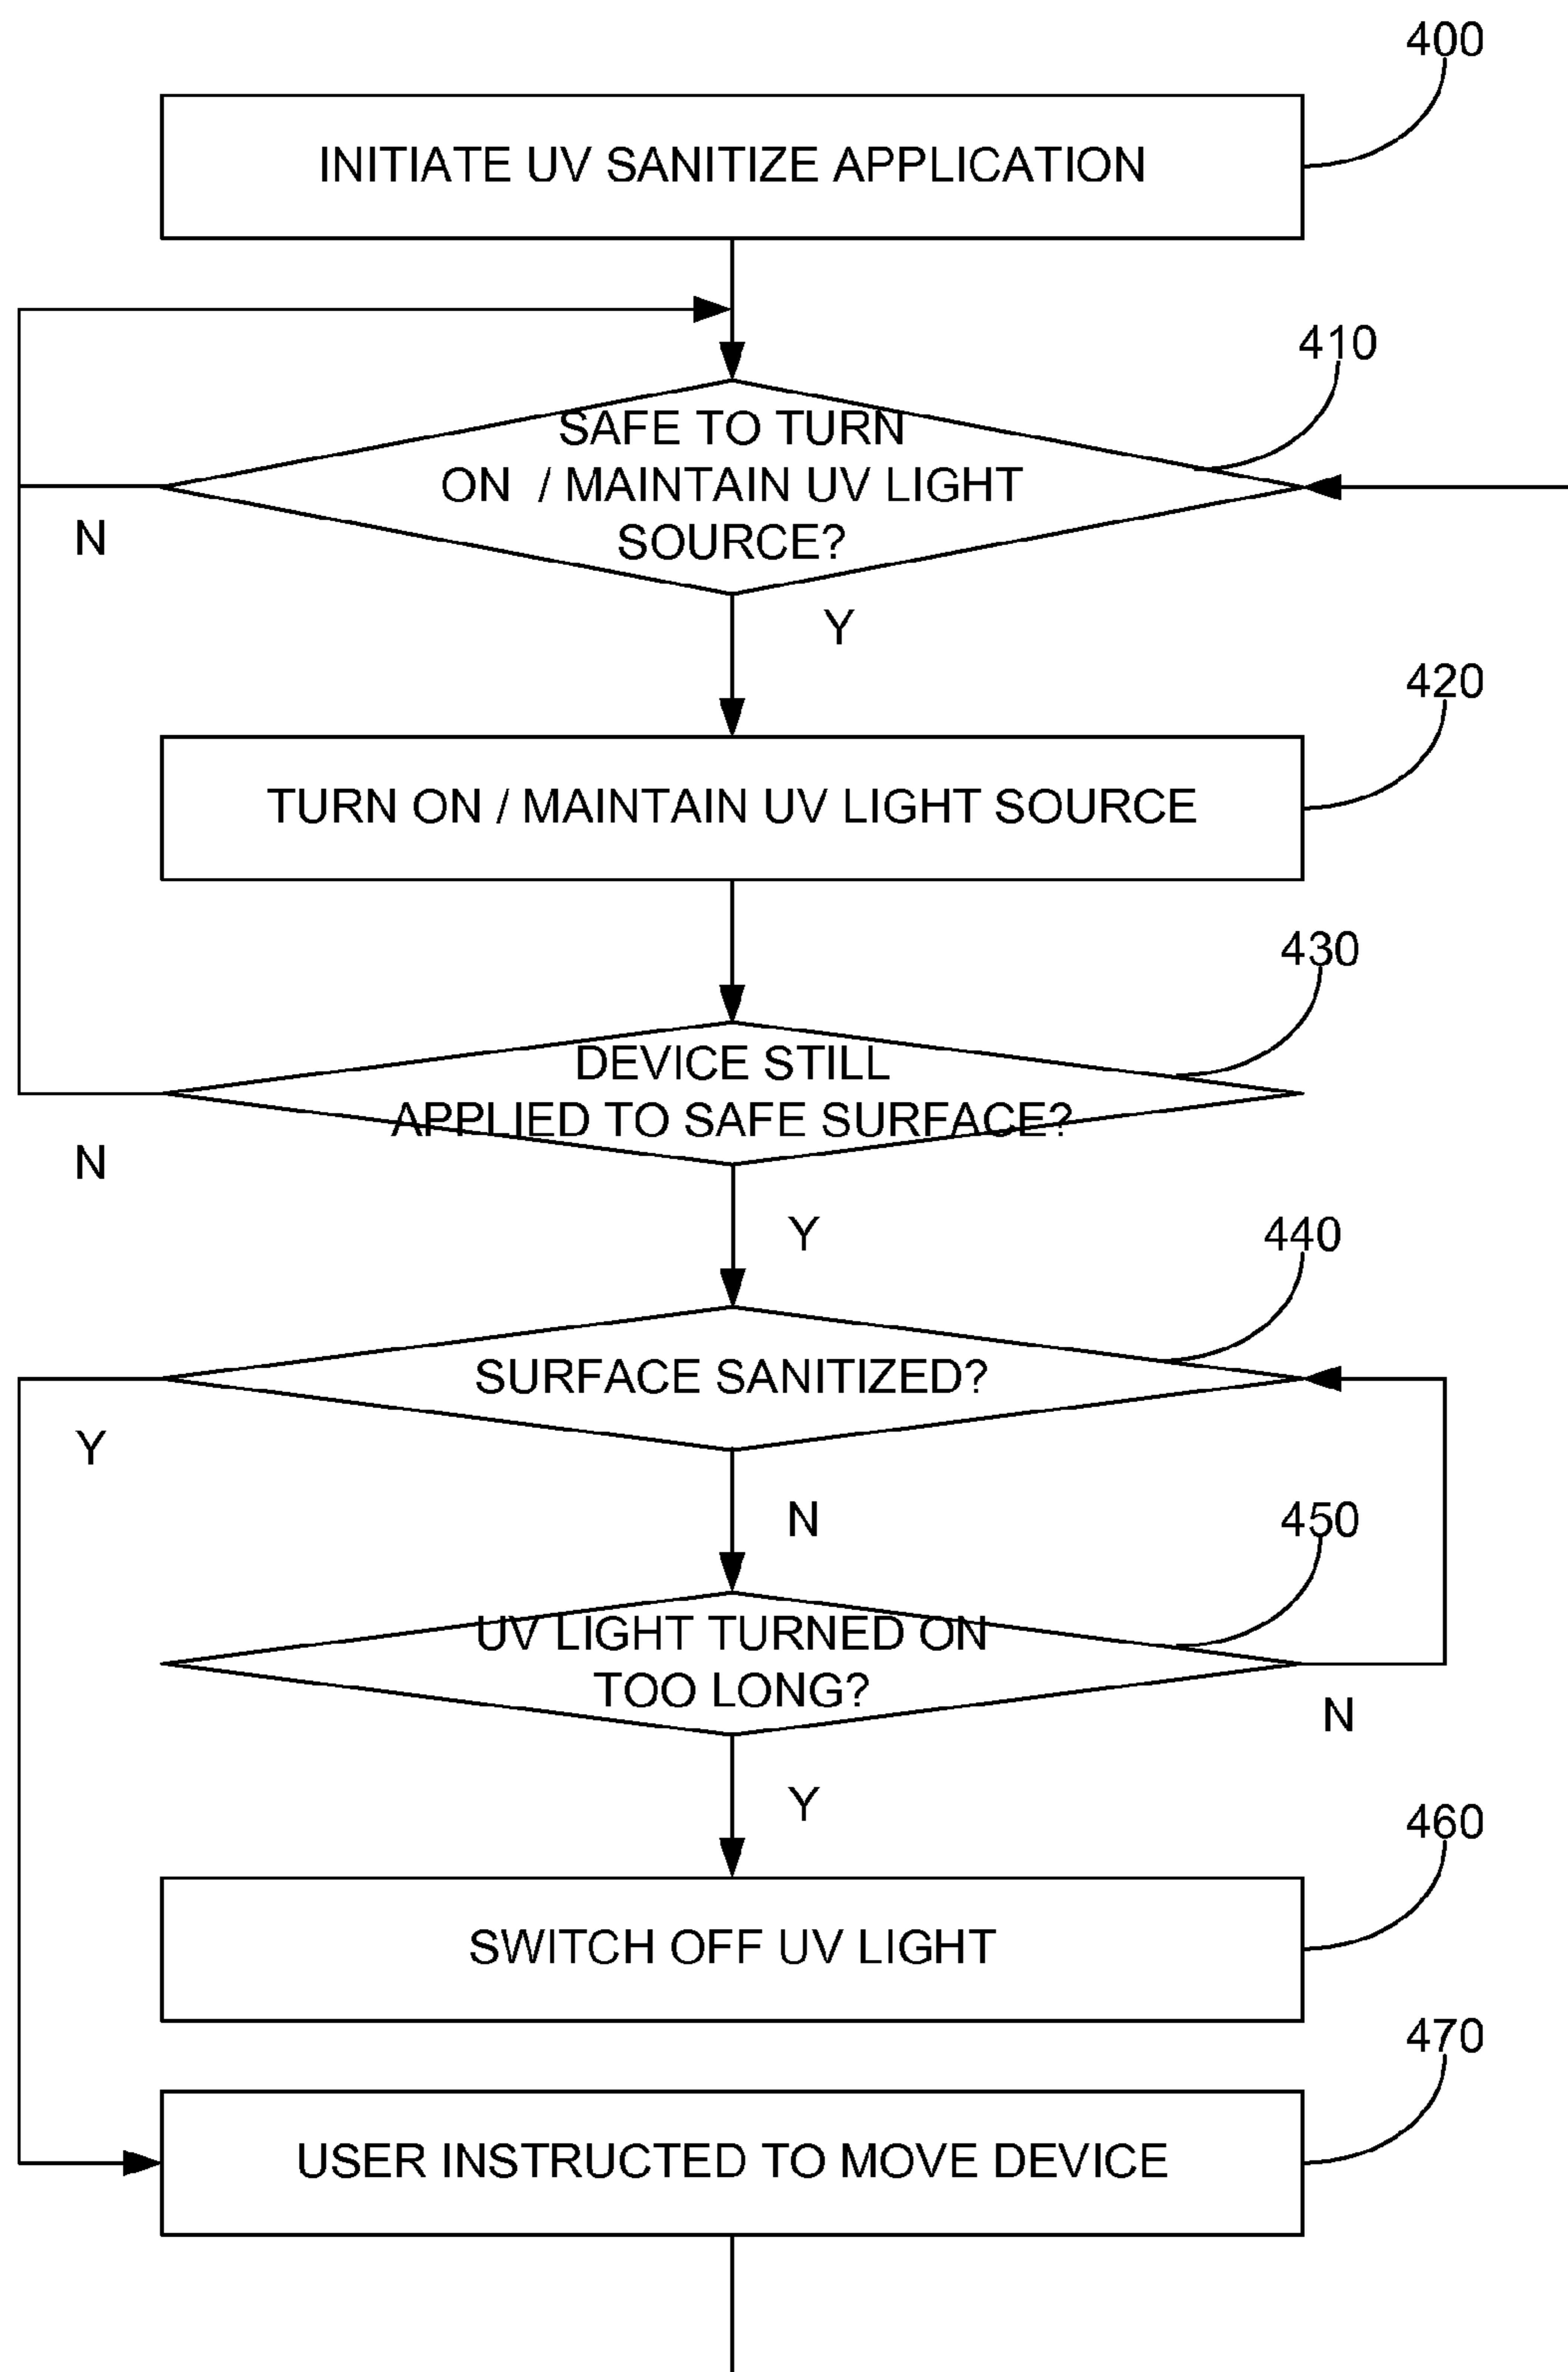 400
INITIATE UV SANITIZE APPLICATION
410
SAFE TO TURN
ON / MAINTAIN UV LIGHT
SOURCE?
N
Y
420
TURN ON / MAINTAIN UV LIGHT SOURCE
430
DEVICE STILL
APPLIED TO SAFE SURFACE?
N
Y
440
SURFACE SANITIZED?
Y
N
450
UV LIGHT TURNED ON
TOO LONG?
N
Y
460
SWITCH OFF UV LIGHT
470
USER INSTRUCTED TO MOVE DEVICE